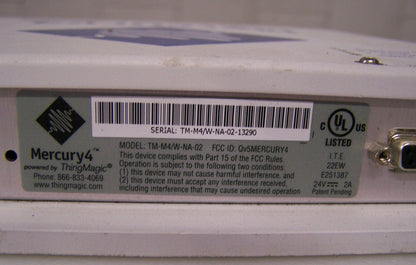 SERIAL: TM-M4/W-NA-02-13290
Mercury4™
powered by ThingMagic®
Phone: 866-833-4069
www.thingmagic.com
MODEL: TM-M4/W-NA-02 FCC ID: Qv5MERCURY4
This device complies with Part 15 of the FCC Rules.
Operation is subject to the following two conditions:
(1) this device may not cause harmful interference, and
(2) this device must accept any interference received,
including interference that may cause undesired operation
C UL US
LISTED
I.T.E.
22EW
E251387
24V 2A
Patent Pending